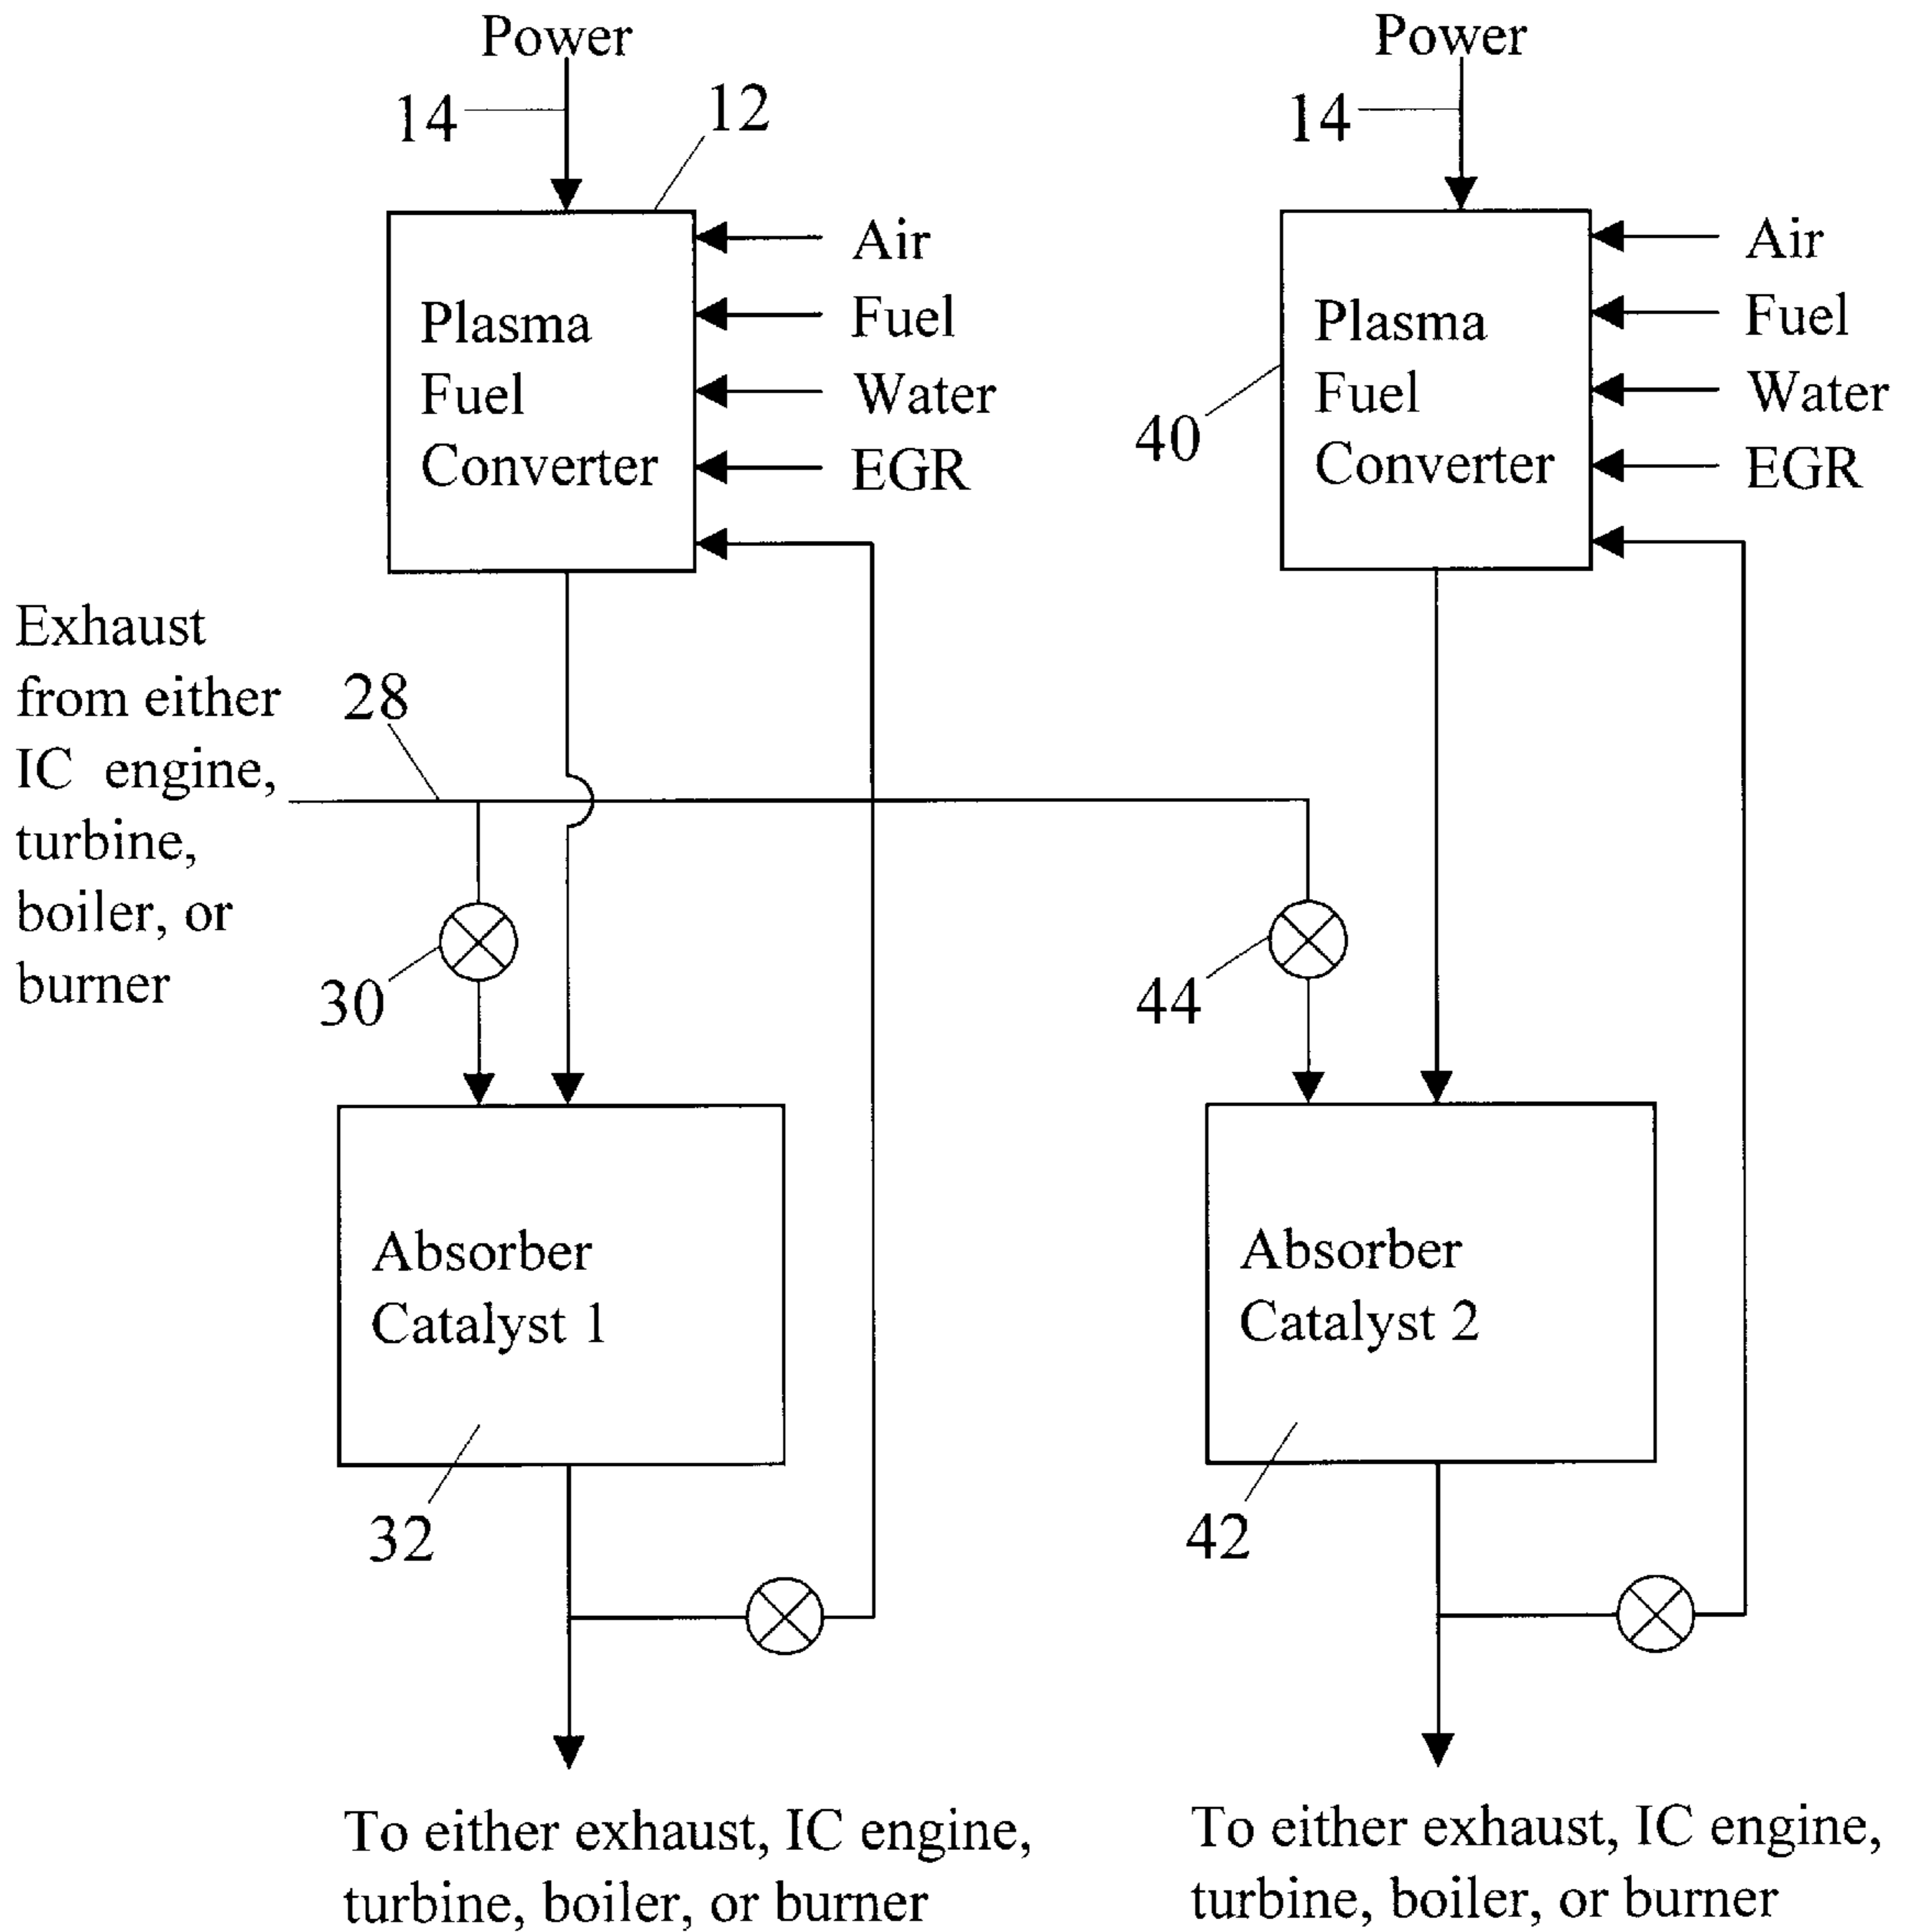 Power
14
12
Air
Fuel
Water
EGR
Plasma
Fuel
Converter
Power
14
Air
Fuel
Water
EGR
Plasma
Fuel
Converter
40
Exhaust
from either
IC engine,
turbine,
boiler, or
burner
28
30
44
Absorber
Catalyst 1
32
Absorber
Catalyst 2
42
To either exhaust, IC engine,
turbine, boiler, or burner
To either exhaust, IC engine,
turbine, boiler, or burner